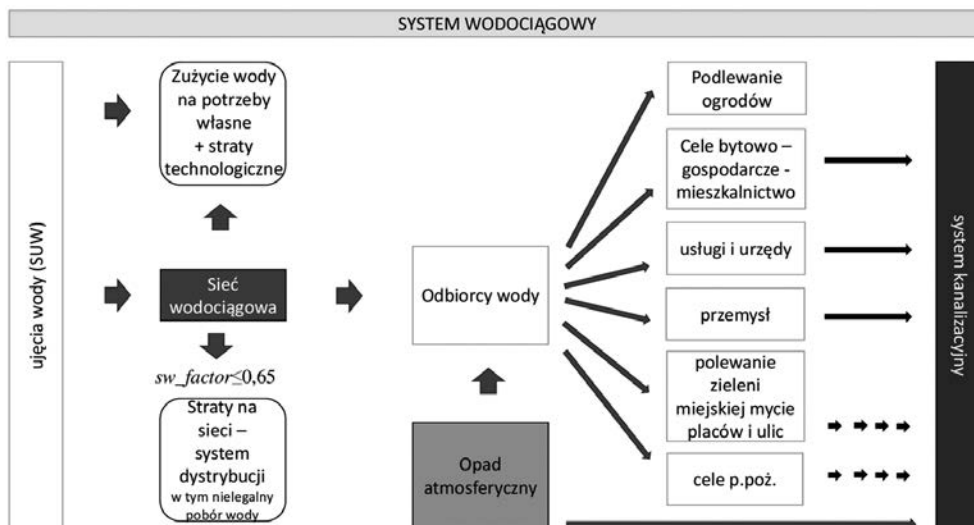 SYSTEM WODOCIĄGOWY
ujęcia wody (SUW)
Zużycie wody
na potrzeby
własne
+ straty
technologiczne
Sieć
wodociągowa
sw_factor≤0,65
Straty na
sieci –
system
dystrybucji
w tym nielegalny
pobór wody
Odbiorcy wody
Opad
atmosferyczny
Podlewanie
ogrodów
Cele bytowo –
gospodarcze -
mieszkalnictwo
usługi i urzędy
przemysł
polewanie
zieleni
miejskiej mycie
placów i ulic
cele p.poż.
system kanalizacyjny